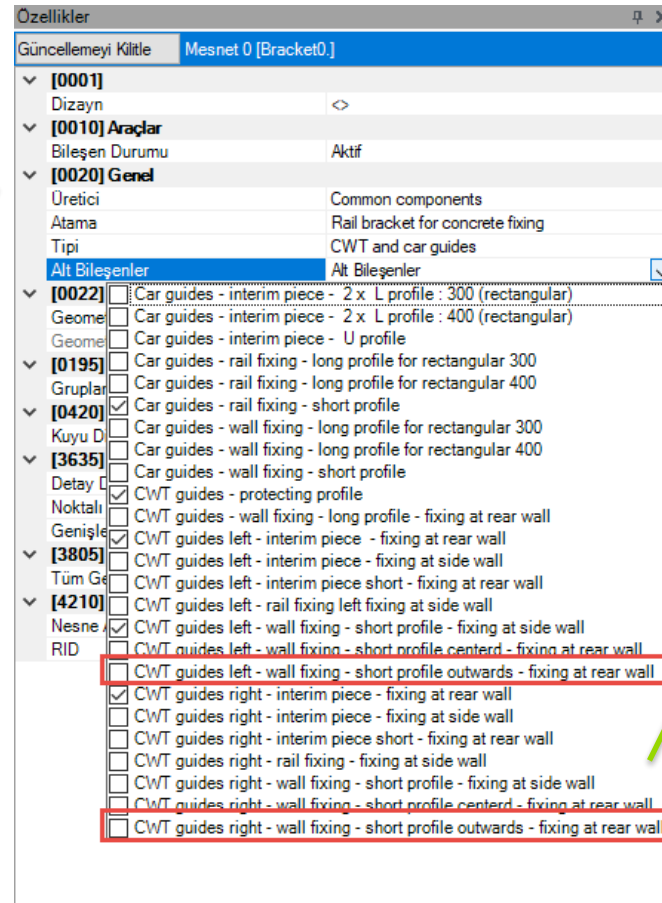 Özellikler
Güncellemeyi Kilitle Mesnet 0 [Bracket0.]
[0001]
Dizayn <>
[0010] Araçlar
Bileşen Durumu Aktif
[0020] Genel
Üretici Common components
Atama Rail bracket for concrete fixing
Tipi CWT and car guides
Alt Bileşenler Alt Bileşenler
[0022] Car guides - interim piece - 2 x L profile : 300 (rectangular)
Geome Car guides - interim piece - 2 x L profile : 400 (rectangular)
Geome Car guides - interim piece - U profile
[0195] Car guides - rail fixing - long profile for rectangular 300
Gruplar Car guides - rail fixing - long profile for rectangular 400
[0420] Car guides - rail fixing - short profile
Kuyu D Car guides - wall fixing - long profile for rectangular 300
[3635] Car guides - wall fixing - long profile for rectangular 400
Detay D Car guides - wall fixing - short profile
Noktalı CWT guides - protecting profile
Genişle CWT guides - wall fixing - long profile - fixing at rear wall
[3805] CWT guides left - interim piece - fixing at rear wall
Tüm Ge CWT guides left - interim piece - fixing at side wall
[4210] CWT guides left - interim piece short - fixing at rear wall
Nesne CWT guides left - rail fixing left fixing at side wall
RID CWT guides left - wall fixing - short profile - fixing at side wall
CWT guides left - wall fixing - short profile centerd - fixing at rear wall
CWT guides left - wall fixing - short profile outwards - fixing at rear wall
CWT guides right - interim piece - fixing at rear wall
CWT guides right - interim piece - fixing at side wall
CWT guides right - interim piece short - fixing at rear wall
CWT guides right - rail fixing - fixing at side wall
CWT guides right - wall fixing - short profile - fixing at side wall
CWT guides right - wall fixing - short profile centerd - fixing at rear wall
CWT guides right - wall fixing - short profile outwards - fixing at rear wall